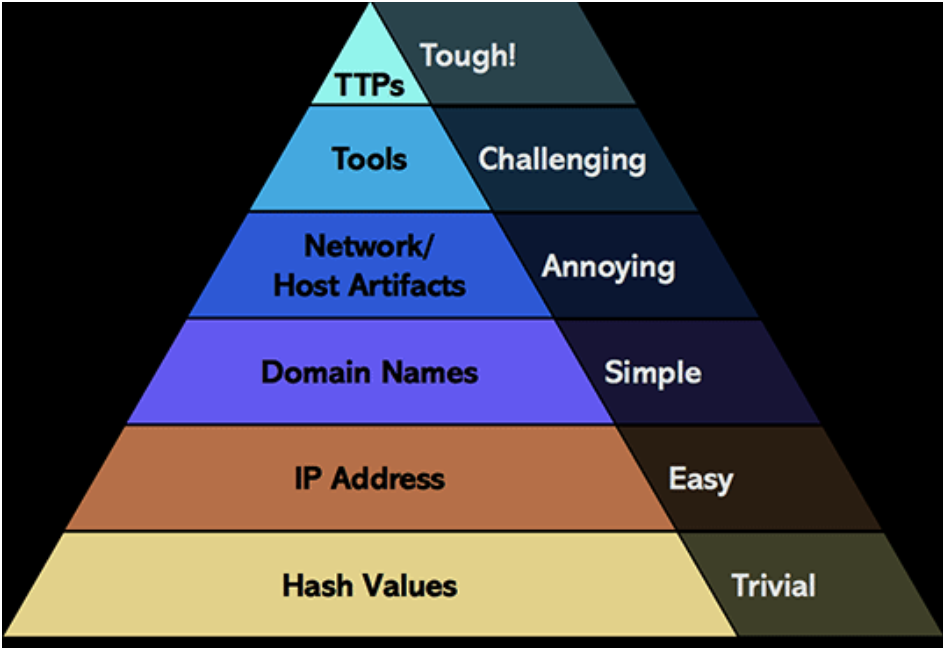 Tough!
TTPs
Tools
Challenging
Network/
Host Artifacts
Annoying
Domain Names
Simple
IP Address
Easy
Hash Values
Trivial